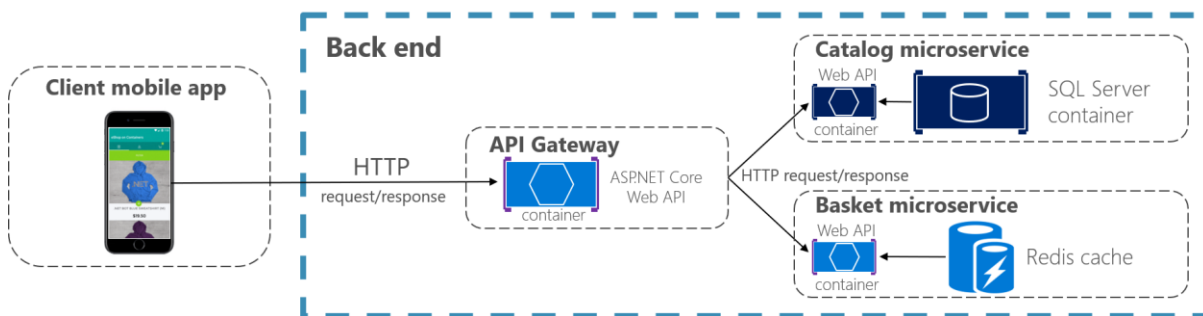 Back end
Client mobile app
.NET
HTTP
request/response
API Gateway
ASP.NET Core
Web API
container
HTTP request/response
Catalog microservice
Web API
container
SQL Server
container
Basket microservice
Web API
container
Redis cache